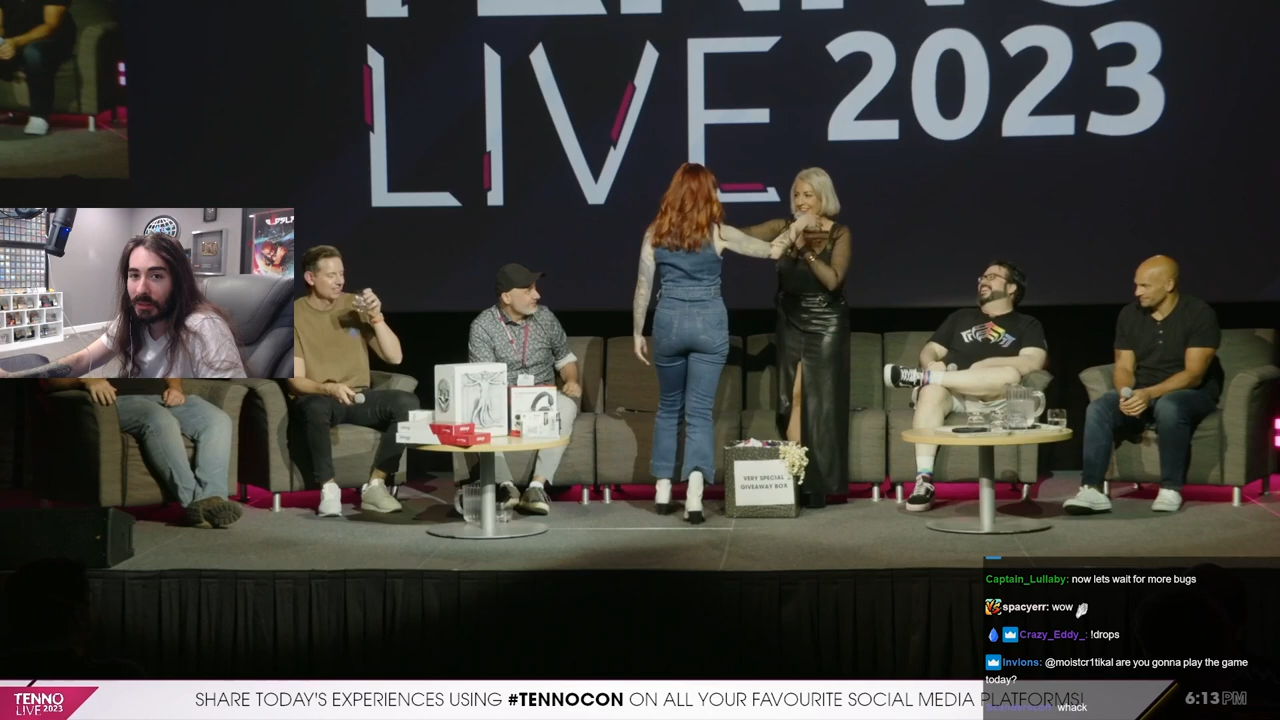 TENNO
LIVE 2023
VERY SPECIAL
GIVEAWAY BOX
Captain_Lullaby: now lets wait for more bugs
spacyerr: wow
Crazy_Eddy_: !drops
Invions: @moistcr1tikal are you gonna play the game
today?
whack
TENNO
LIVE 2023
SHARE TODAY'S EXPERIENCES USING #TENNOCON ON ALL YOUR FAVOURITE SOCIAL MEDIA PLATFORMS!
6:13 PM